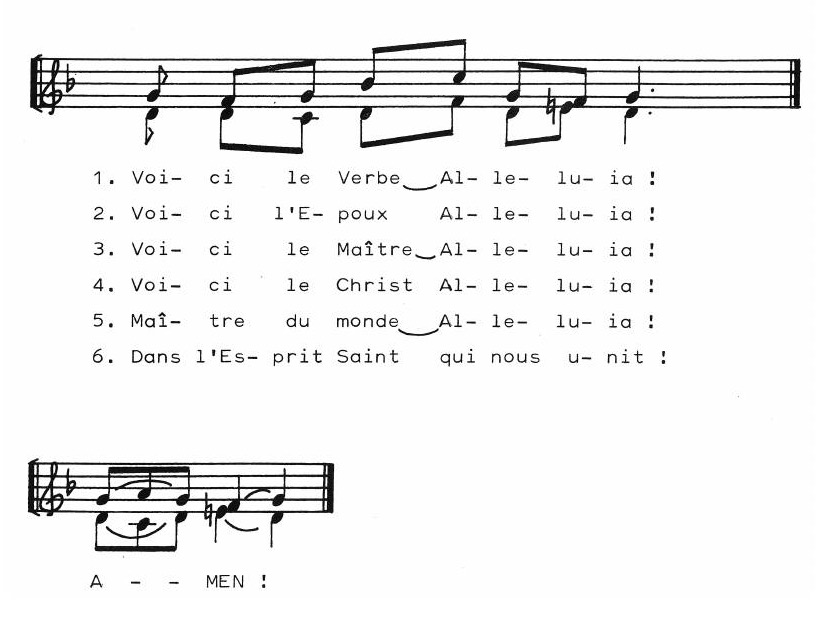 1. Voi- ci le Verbe Al- le- lu- ia !
2. Voi- ci l'E- poux Al- le- lu- ia !
3. Voi- ci le Maître Al- le- lu- ia !
4. Voi- ci le Christ Al- le- lu- ia !
5. Maî- tre du monde Al- le- lu- ia !
6. Dans l'Es- prit Saint qui nous u- nit !
A - - MEN !